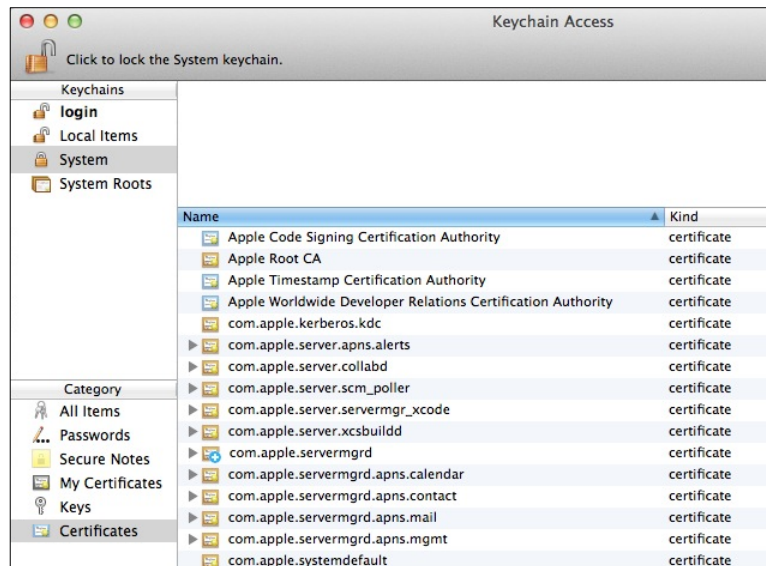 Keychain Access
Click to lock the System keychain.
Keychains
login
Local Items
System
System Roots
Name Kind
Apple Code Signing Certification Authority certificate
Apple Root CA certificate
Apple Timestamp Certification Authority certificate
Apple Worldwide Developer Relations Certification Authority certificate
com.apple.kerberos.kdc certificate
com.apple.server.apns.alerts certificate
com.apple.server.collabd certificate
com.apple.server.scm_poller certificate
com.apple.server.servermgr_xcode certificate
com.apple.server.xcsbuildd certificate
com.apple.servermgrd certificate
com.apple.servermgrd.apns.calendar certificate
com.apple.servermgrd.apns.contact certificate
com.apple.servermgrd.apns.mail certificate
com.apple.servermgrd.apns.mgmt certificate
com.apple.systemdefault certificate
Category
All Items
Passwords
Secure Notes
My Certificates
Keys
Certificates